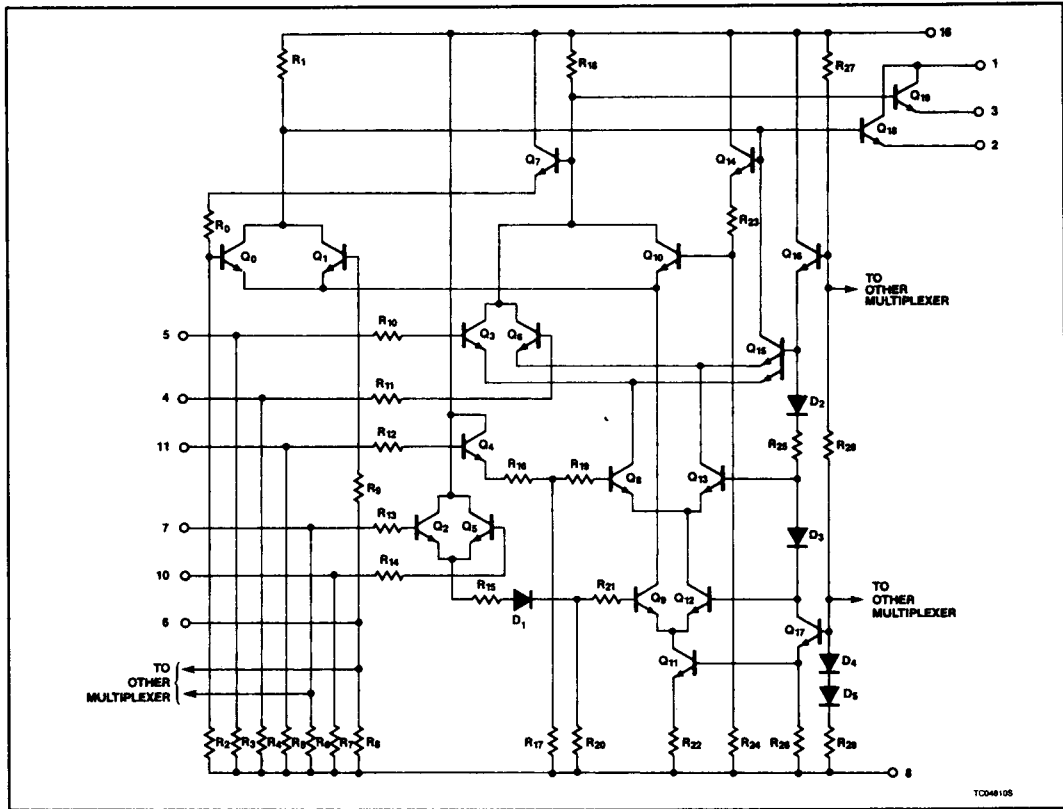 16
R1
R18
R27
1
Q19
3
Q18
2
Q7
Q14
R0
R23
Q0
Q1
Q10
Q16
TO
OTHER
MULTIPLEXER
5
R10
Q3
Q6
Q15
4
R11
D2
11
R12
Q4
R25
R9
R16
R19
Q8
Q13
7
R13
Q2
Q5
D3
10
R14
R15
D1
R21
Q9
Q12
TO
OTHER
MULTIPLEXER
6
Q17
Q11
D4
TO
OTHER
MULTIPLEXER
D5
R2
R3
R4
R5
R6
R7
R8
R17
R20
R22
R24
R26
R29
8
TC04810S